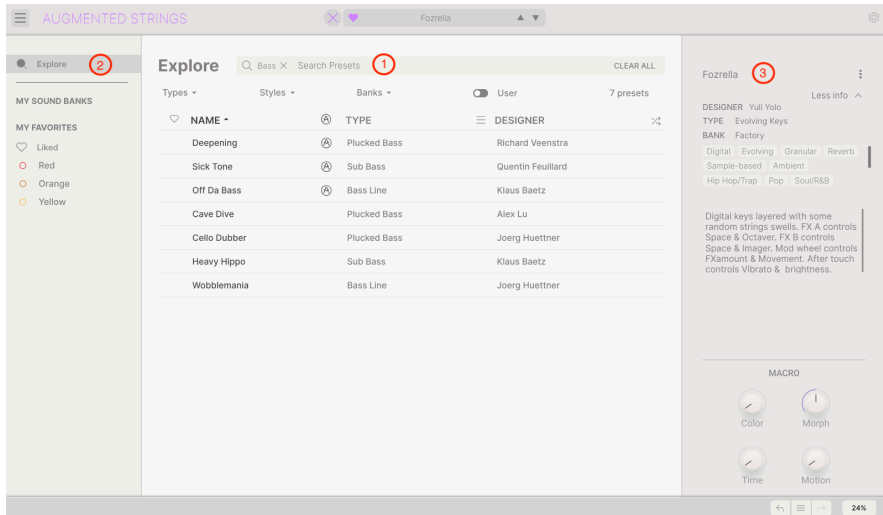 AUGMENTED STRINGS
Fozrella
Explore
2
MY SOUND BANKS
MY FAVORITES
Liked
Red
Orange
Yellow
Explore
Bass
Search Presets
1
CLEAR ALL
Types
Styles
Banks
User
7 presets
NAME
TYPE
DESIGNER
Deepening Plucked Bass Richard Veenstra
Sick Tone Sub Bass Quentin Feuillard
Off Da Bass Bass Line Klaus Baetz
Cave Dive Plucked Bass Alex Lu
Cello Dubber Plucked Bass Joerg Huettner
Heavy Hippo Sub Bass Klaus Baetz
Wobblemania Bass Line Joerg Huettner
Fozrella
3
Less info
DESIGNER Yuli Yolo
TYPE Evolving Keys
BANK Factory
Digital Evolving Granular Reverb
Sample-based Ambient
Hip Hop/Trap Pop Soul/R&B
Digital keys layered with some
random strings swells. FX A controls
Space & Octaver. FX B controls
Space & Imager. Mod wheel controls
FXamount & Movement. After touch
controls Vibrato & brightness.
MACRO
Color Morph
Time Motion
24%